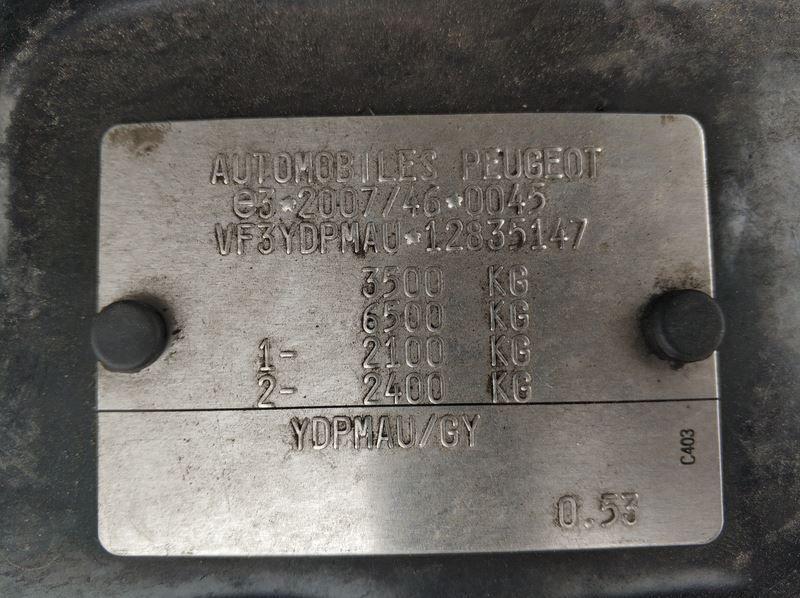 AUTOMOBILES PEUGEOT
e3*2007/46*0045
VF3YDPMAU*12835147
3500 KG
6500 KG
1- 2100 KG
2- 2400 KG
YDPMAU/GY
C403
0.53